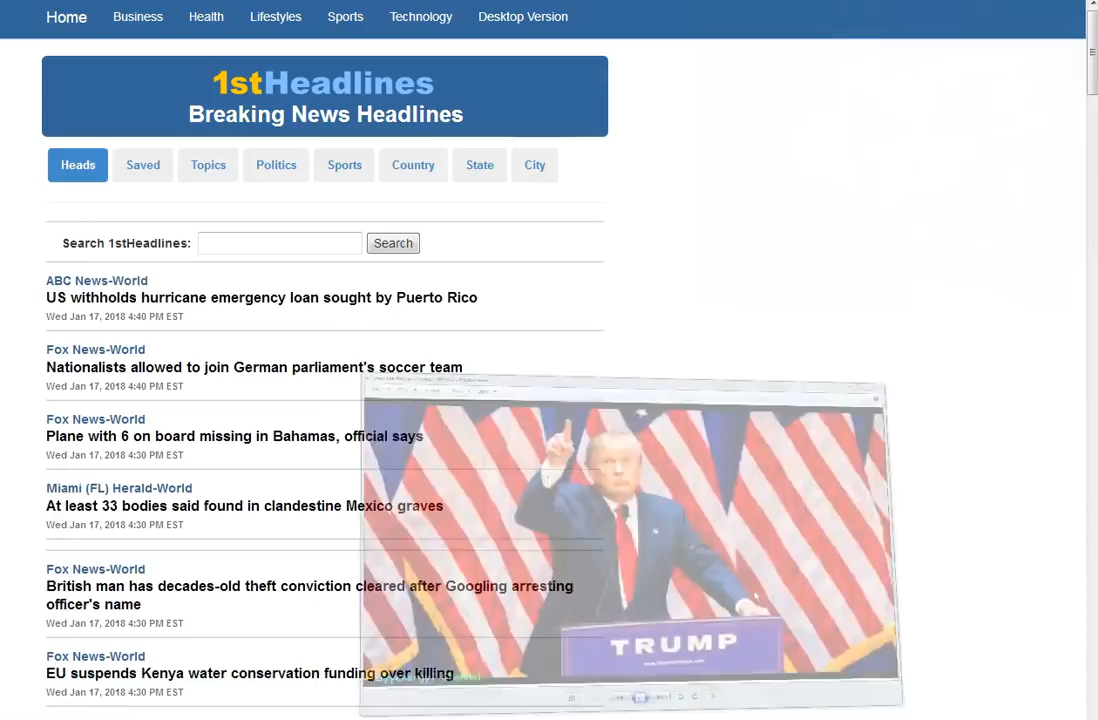 Home Business Health Lifestyles Sports Technology Desktop Version
1stHeadlines
Breaking News Headlines
Heads Saved Topics Politics Sports Country State City
Search 1stHeadlines: Search
ABC News-World
US withholds hurricane emergency loan sought by Puerto Rico
Wed Jan 17, 2018 4:40 PM EST
Fox News-World
Nationalists allowed to join German parliament's soccer team
Wed Jan 17, 2018 4:40 PM EST
Fox News-World
Plane with 6 on board missing in Bahamas, official says
Wed Jan 17, 2018 4:30 PM EST
Miami (FL) Herald-World
At least 33 bodies said found in clandestine Mexico graves
Wed Jan 17, 2018 4:30 PM EST
Fox News-World
British man has decades-old theft conviction cleared after Googling arresting
officer's name
Wed Jan 17, 2018 4:30 PM EST
Fox News-World
EU suspends Kenya water conservation funding over killing
Wed Jan 17, 2018 4:30 PM EST
TRUMP